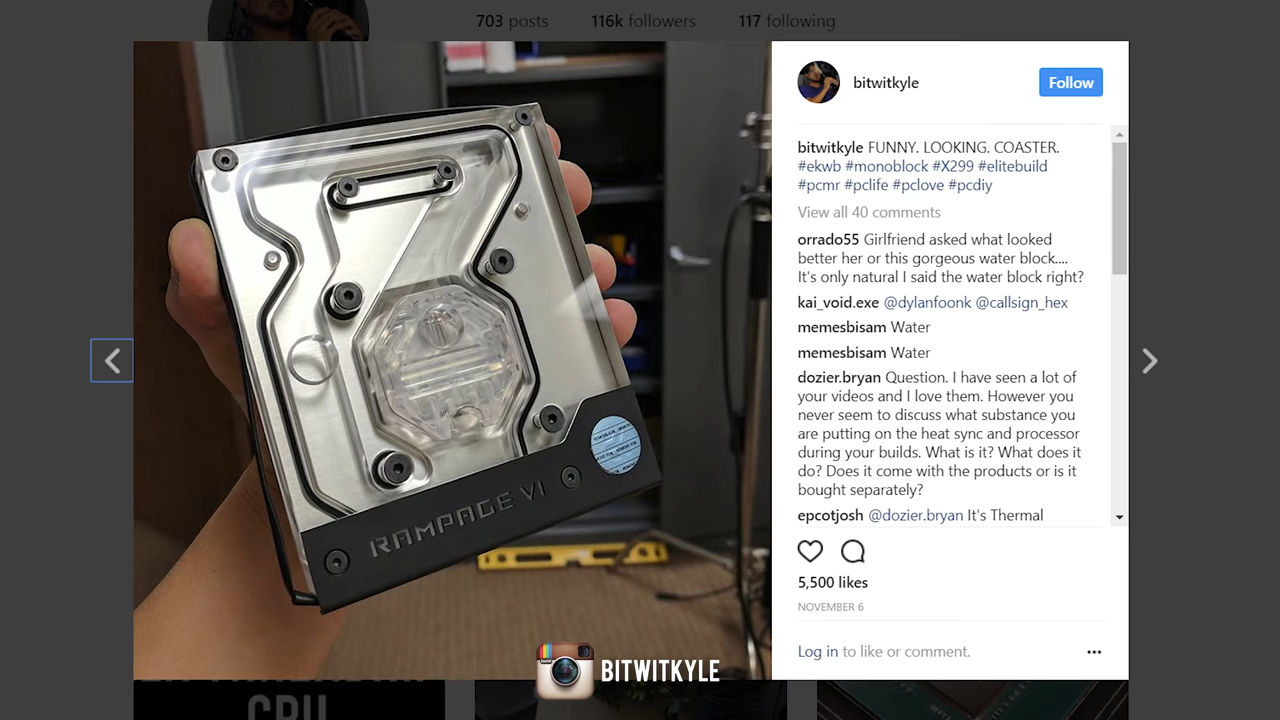 703 posts 116k followers 117 following
bitwitkyle
Follow
bitwitkyle FUNNY. LOOKING. COASTER.
#ekwb #monoblock #X299 #elitebuild
#pcmr #pclife #pclove #pcdiy
View all 40 comments
orrado55 Girlfriend asked what looked
better her or this gorgeous water block....
It's only natural I said the water block right?
kai_void.exe @dylanfoonk @callsign_hex
memesbisam Water
memesbisam Water
dozier.bryan Question. I have seen a lot of
your videos and I love them. However you
never seem to discuss what substance you
are putting on the heat sync and processor
during your builds. What is it? What does it
do? Does it come with the products or is it
bought separately?
epcotjosh @dozier.bryan It's Thermal
5,500 likes
NOVEMBER 6
Log in to like or comment.
RAMPAGE VI
BITWITKYLE
CPU